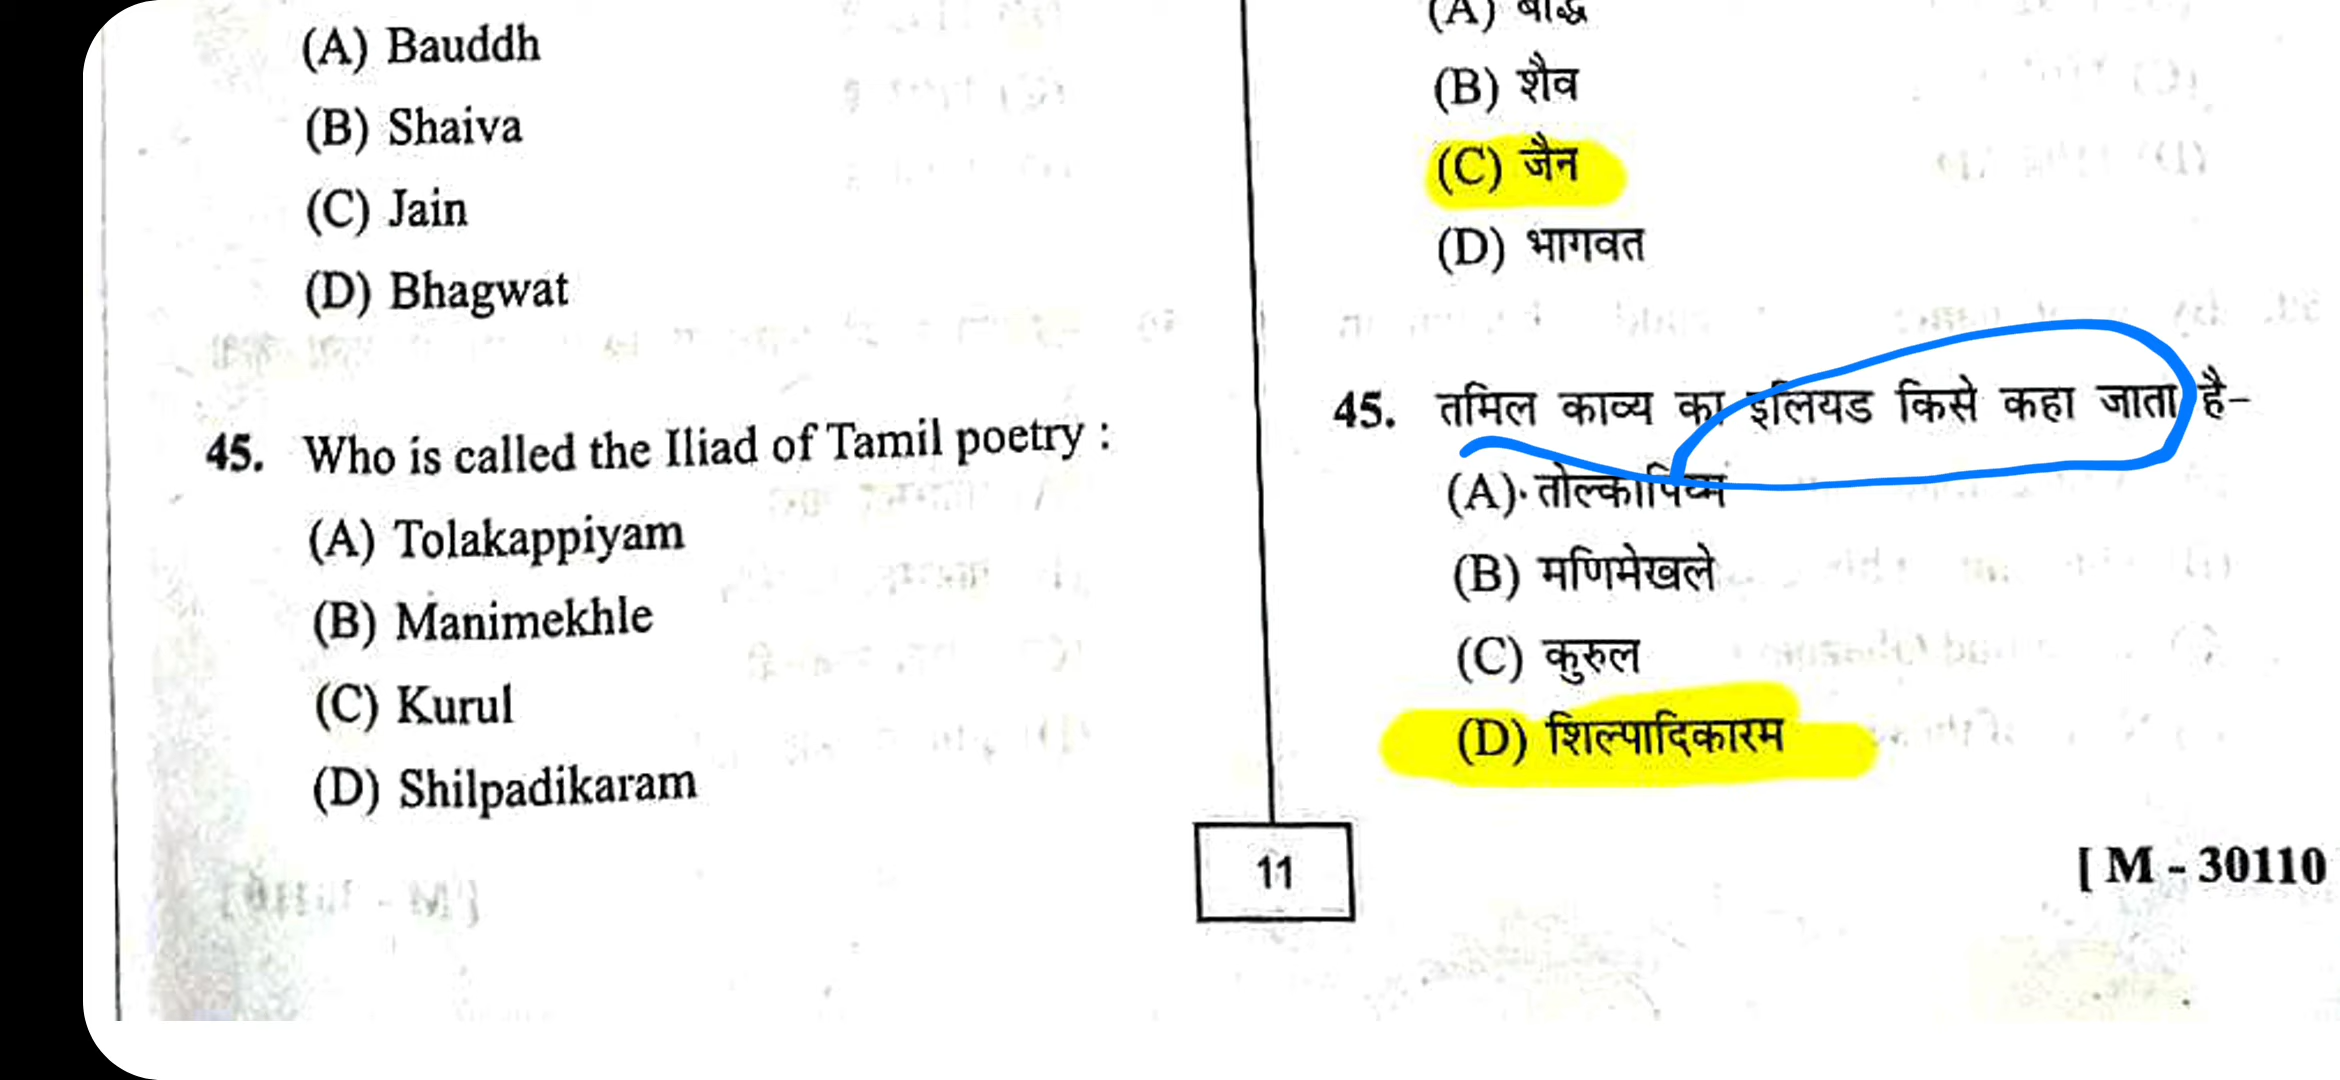 (A) Bauddh
(B) Shaiva
(C) Jain
(D) Bhagwat
45. Who is called the Iliad of Tamil poetry :
(A) Tolakappiyam
(B) Manimekhle
(C) Kurul
(D) Shilpadikaram
(A) बौद्ध
(B) शैव
(C) जैन
(D) भागवत
45. तमिल काव्य का इलियड किसे कहा जाता है-
(A) तोल्कापिय्मं
(B) मणिमेखले
(C) कुरुल
(D) शिल्पादिकारम
11
[ M - 30110